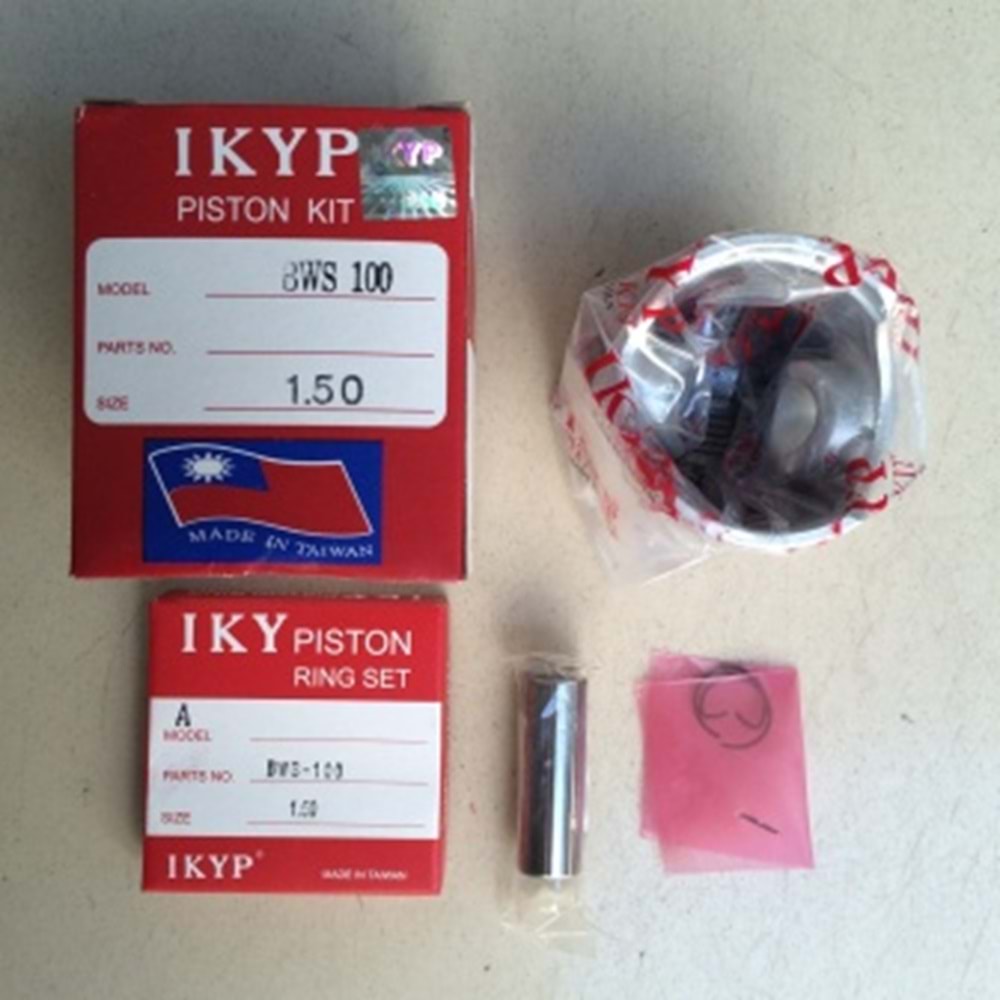 IKYP
YP
PISTON KIT
MODEL BWS 100
PARTS NO.
SIZE 1.50
MADE IN TAIWAN
IKY PISTON
RING SET
A
MODEL
PARTS NO. BWS-100
SIZE 1.50
IKYP® MADE IN TAIWAN